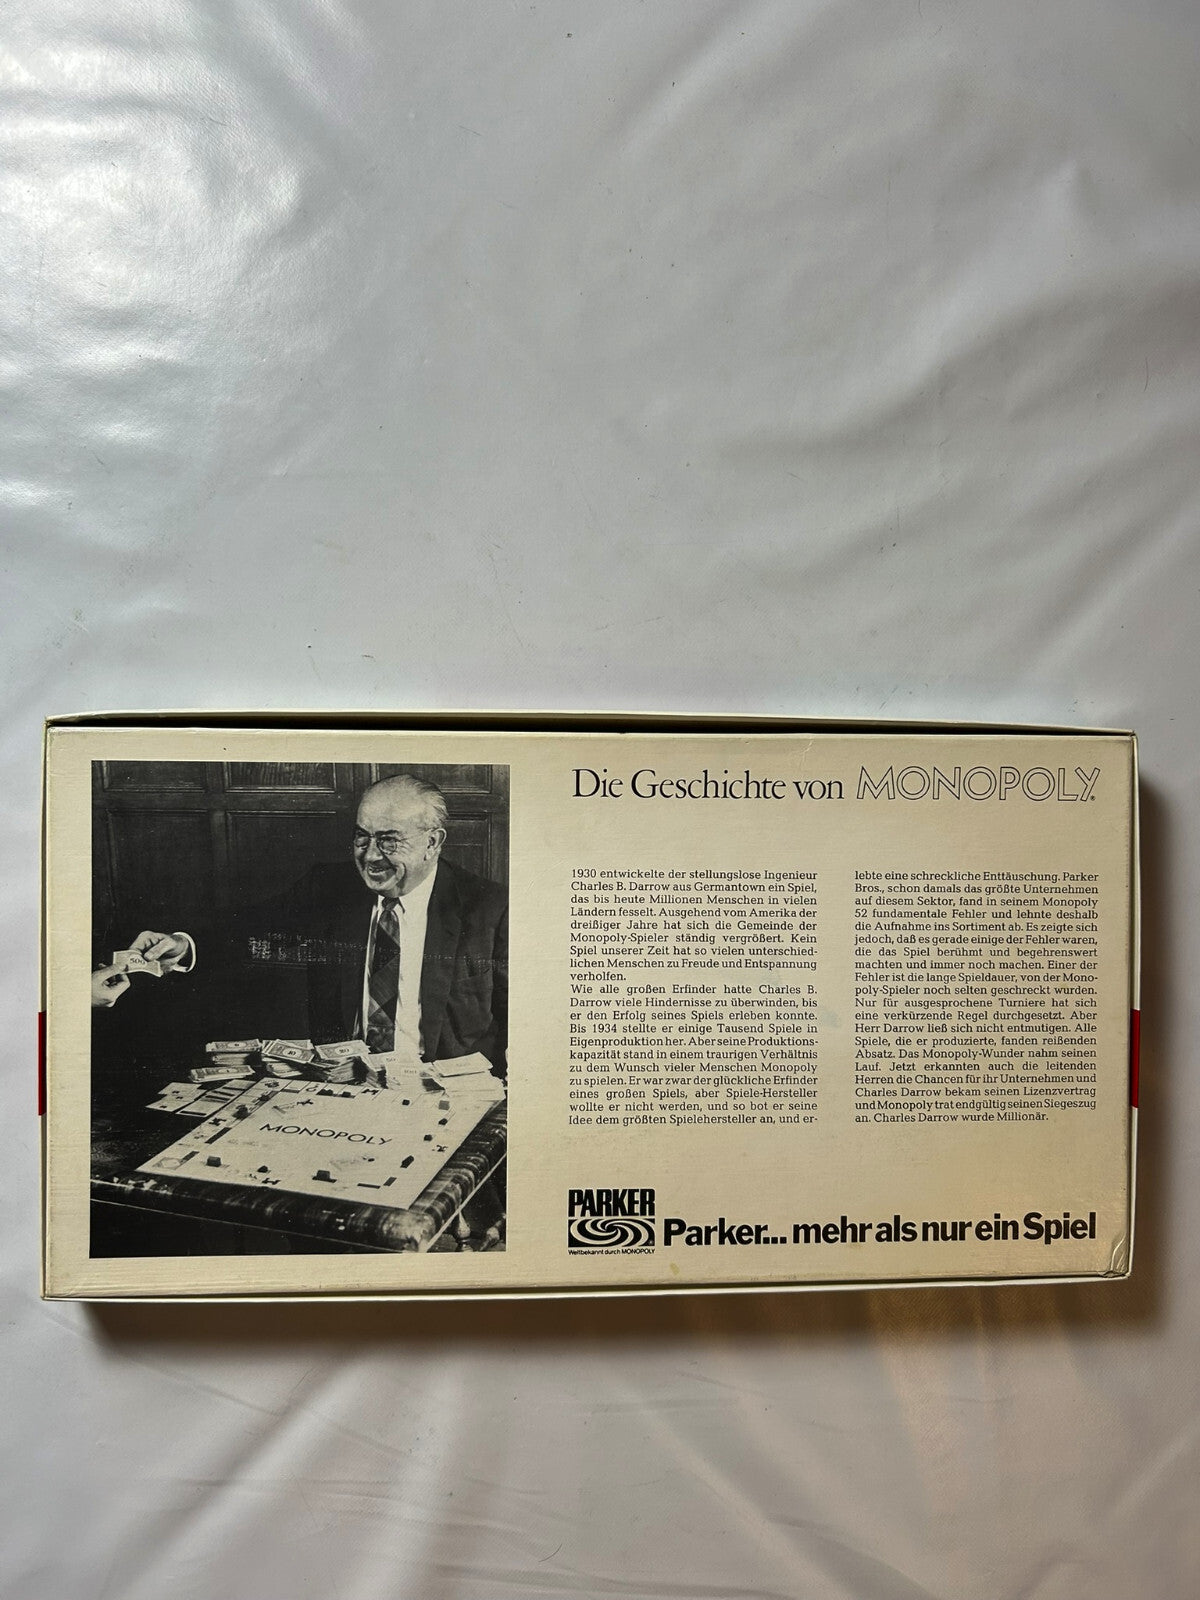 Die Geschichte von MONOPOLY®
1930 entwickelte der stellungslose Ingenieur
Charles B. Darrow aus Germantown ein Spiel,
das bis heute Millionen Menschen in vielen
Ländern fesselt. Ausgehend vom Amerika der
dreißiger Jahre hat sich die Gemeinde der
Monopoly-Spieler ständig vergrößert. Kein
Spiel unserer Zeit hat so vielen unterschied-
lichen Menschen zu Freude und Entspannung
verholfen.
Wie alle großen Erfinder hatte Charles B.
Darrow viele Hindernisse zu überwinden, bis
er den Erfolg seines Spiels erleben konnte.
Bis 1934 stellte er einige Tausend Spiele in
Eigenproduktion her. Aber seine Produktions-
kapazität stand in einem traurigen Verhältnis
zu dem Wunsch vieler Menschen Monopoly
zu spielen. Er war zwar der glückliche Erfinder
eines großen Spiels, aber Spiele-Hersteller
wollte er nicht werden, und so bot er seine
Idee dem größten Spielehersteller an, und er-
lebte eine schreckliche Enttäuschung. Parker
Bros., schon damals das größte Unternehmen
auf diesem Sektor, fand in seinem Monopoly
52 fundamentale Fehler und lehnte deshalb
die Aufnahme ins Sortiment ab. Es zeigte sich
jedoch, daß es gerade einige der Fehler waren,
die das Spiel berühmt und begehrenswert
machten und immer noch machen. Einer der
Fehler ist die lange Spieldauer, von der Mono-
poly-Spieler noch selten geschreckt wurden.
Nur für ausgesprochene Turniere hat sich
eine verkürzende Regel durchgesetzt. Aber
Herr Darrow ließ sich nicht entmutigen. Alle
Spiele, die er produzierte, fanden reißenden
Absatz. Das Monopoly-Wunder nahm seinen
Lauf. Jetzt erkannten auch die leitenden
Herren die Chancen für ihr Unternehmen und
Charles Darrow bekam seinen Lizenzvertrag
und Monopoly trat endgültig seinen Siegeszug
an. Charles Darrow wurde Millionär.
500
MONOPOLY
PARKER
Weltbekannt durch MONOPOLY
Parker... mehr als nur ein Spiel